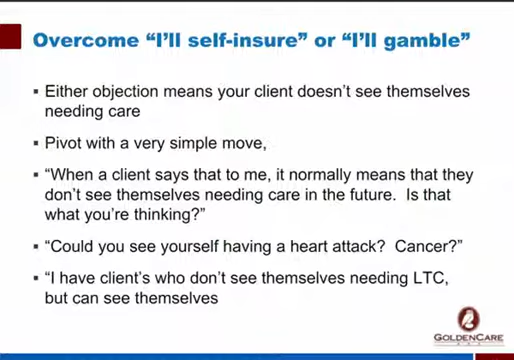 Overcome “I’ll self-insure” or “I’ll gamble”
▪ Either objection means your client doesn’t see themselves
needing care
▪ Pivot with a very simple move,
▪ “When a client says that to me, it normally means that they
don’t see themselves needing care in the future.  Is that
what you’re thinking?”
▪ “Could you see yourself having a heart attack?  Cancer?”
▪ “I have client’s who don’t see themselves needing LTC,
but can see themselves
GOLDENCARE